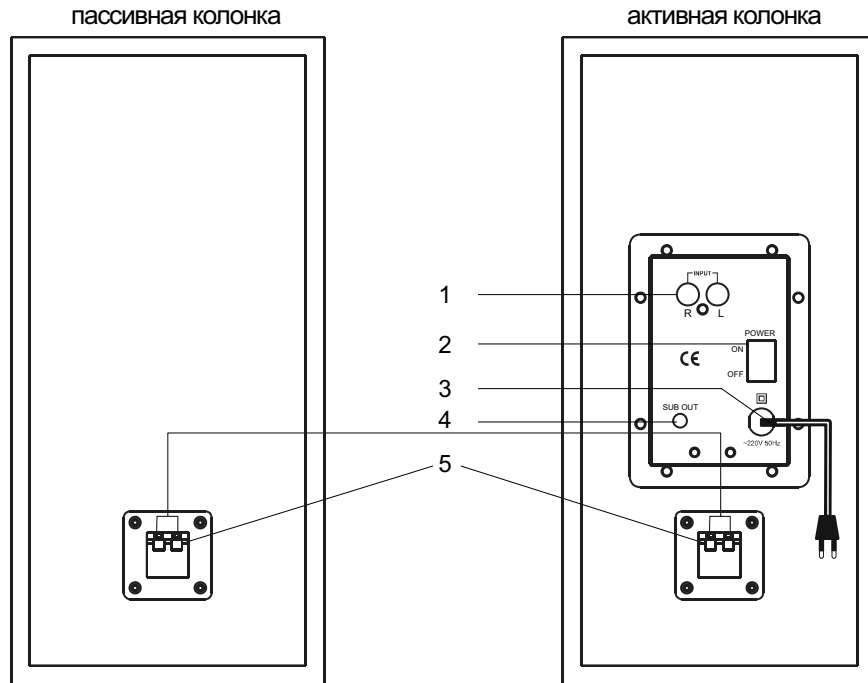 пассивная колонка
активная колонка
INPUT
1
R L
POWER
2
ON
CE
3
OFF
4
SUB OUT
~220V 50Hz
5